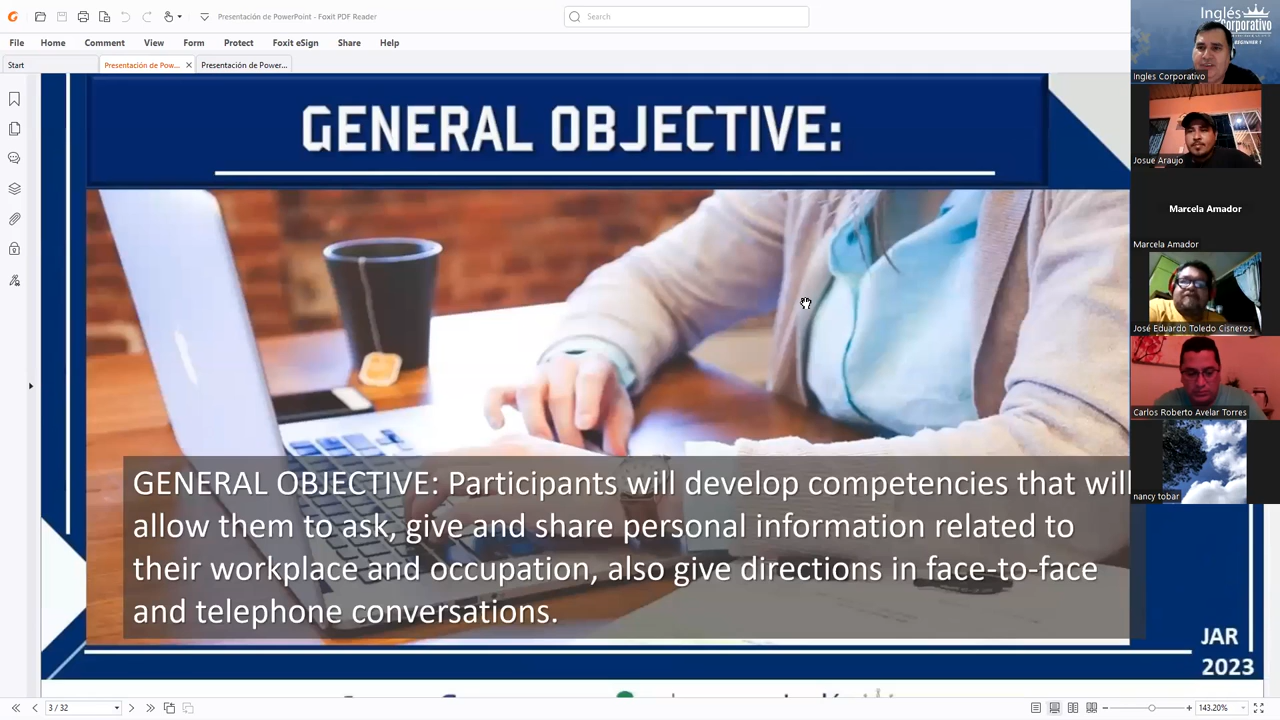 Presentación de PowerPoint - Foxit PDF Reader
Search
File Home Comment View Form Protect Foxit eSign Share Help
Start
Presentación de Pow...
Presentación de Power...
GENERAL OBJECTIVE:
GENERAL OBJECTIVE: Participants will develop competencies that will
allow them to ask, give and share personal information related to
their workplace and occupation, also give directions in face-to-face
and telephone conversations.
JAR
2023
Inglés
Corporativo
BEGINNER 1
Ingles Corporativo
Josue Araujo
Marcela Amador
Marcela Amador
José Eduardo Toledo Cisneros
Carlos Roberto Avelar Torres
nancy tobar
3 / 32
143.20%